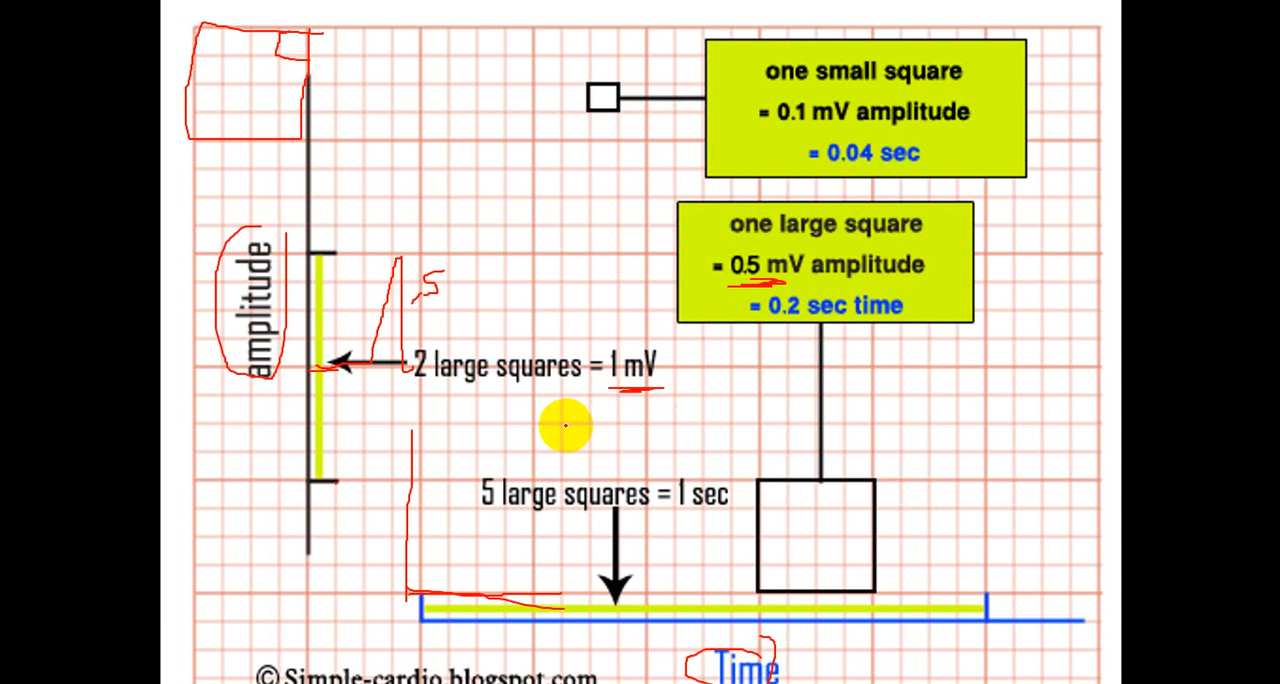 one small square
= 0.1 mV amplitude
= 0.04 sec
one large square
= 0.5 mV amplitude
= 0.2 sec time
amplitude
.5
2 large squares = 1 mV
5 large squares = 1 sec
Time
© Simple-cardio.blogspot.com